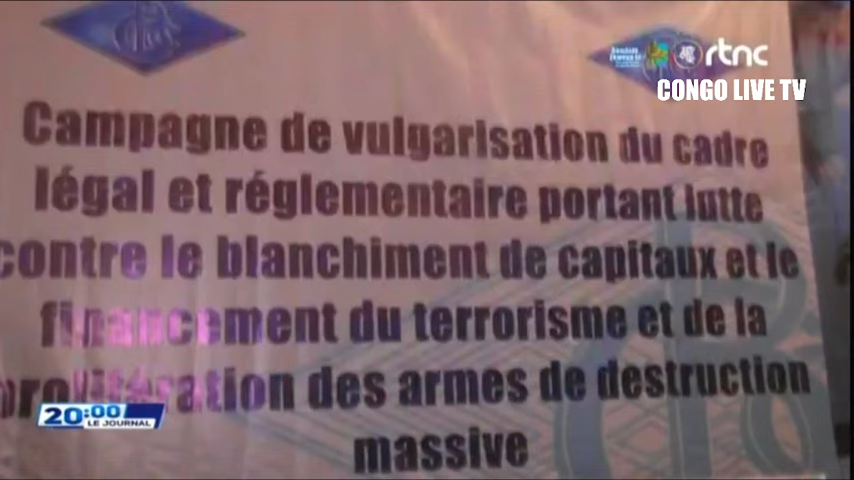 rtnc
CONGO LIVE TV
Campagne de vulgarisation du cadre
légal et réglementaire portant lutte
contre le blanchiment de capitaux et le
financement du terrorisme et de la
prolifération des armes de destruction
massive
20:00
LE JOURNAL